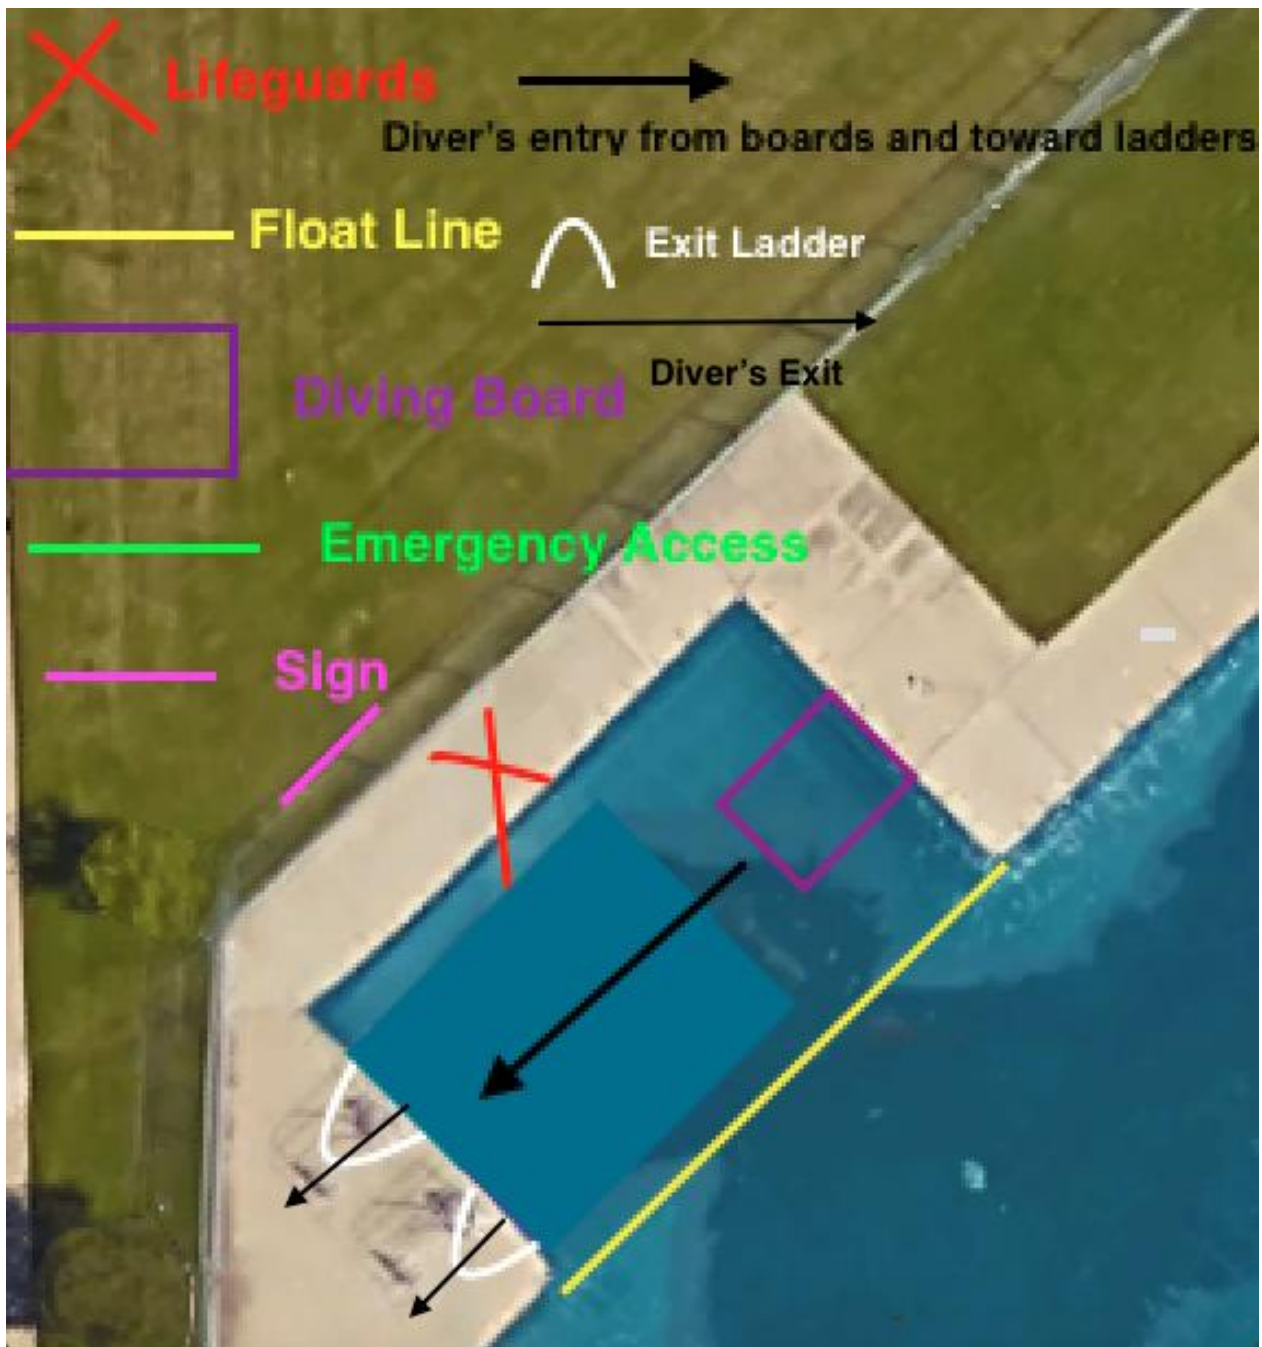 Lifeguards
Diver's entry from boards and toward ladders
Float Line
Exit Ladder
Diver's Exit
Diving Board
Emergency Access
Sign